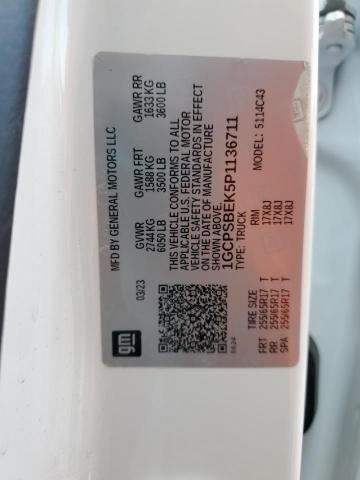 MFD BY GENERAL MOTORS LLC
03/23
GVWR GAWR FRT GAWR RR
2744 KG 1588 KG 1633 KG
6050 LB 3500 LB 3600 LB
THIS VEHICLE CONFORMS TO ALL
APPLICABLE U.S. FEDERAL MOTOR
VEHICLE SAFETY STANDARDS IN EFFECT
ON THE DATE OF MANUFACTURE
SHOWN ABOVE.
1GCPSBEK5P1136711
TYPE: TRUCK MODEL: 5114C43
gm
TIRE SIZE RIM
FRT 255/65R17 T 17X8J
RR 255/65R17 T 17X8J
SPA 255/65R17 T 17X8J